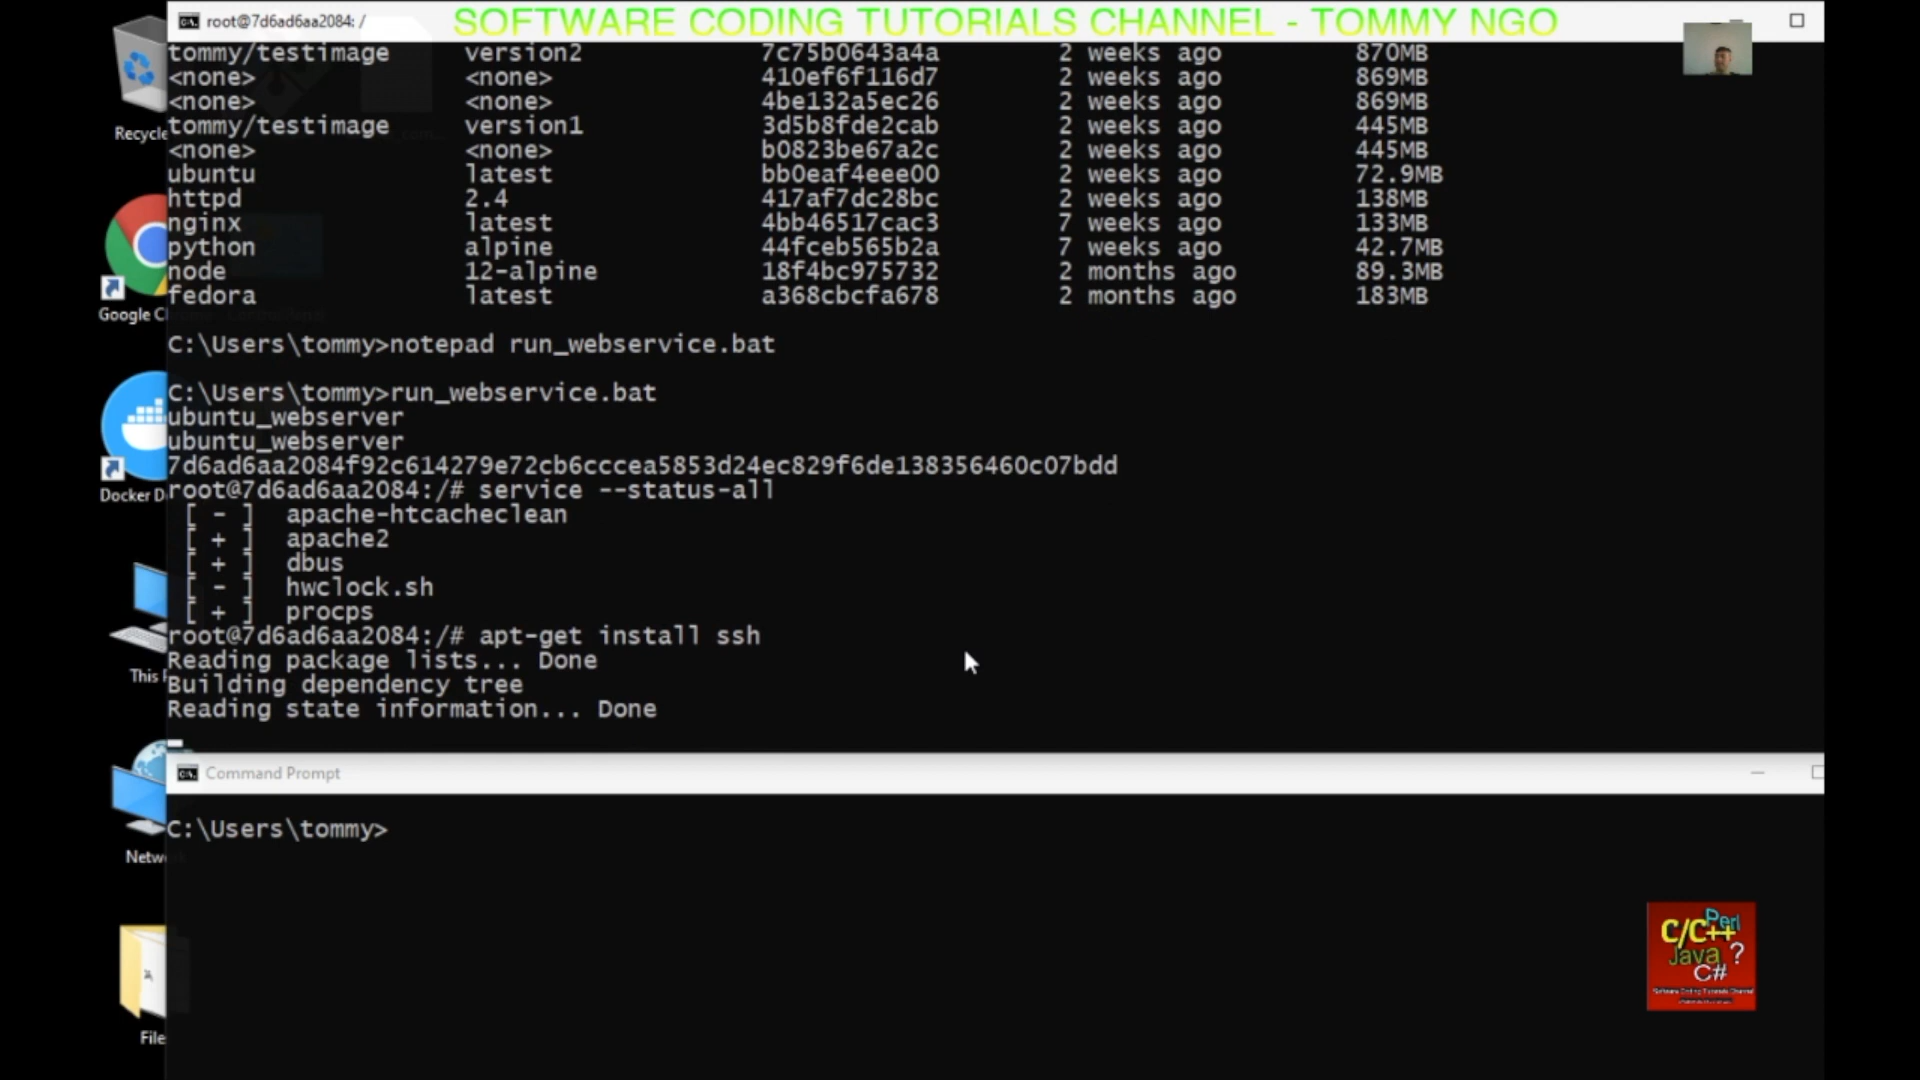 root@7d6ad6aa2084: /
SOFTWARE CODING TUTORIALS CHANNEL - TOMMY NGO
tommy/testimage version2 7c75b0643a4a 2 weeks ago 870MB
<none> <none> 410ef6f116d7 2 weeks ago 869MB
<none> <none> 4be132a5ec26 2 weeks ago 869MB
tommy/testimage version1 3d5b8fde2cab 2 weeks ago 445MB
<none> <none> b0823be67a2c 2 weeks ago 445MB
ubuntu latest bb0eaf4eee00 2 weeks ago 72.9MB
httpd 2.4 417af7dc28bc 2 weeks ago 138MB
nginx latest 4bb46517cac3 7 weeks ago 133MB
python alpine 44fceb565b2a 7 weeks ago 42.7MB
node 12-alpine 18f4bc975732 2 months ago 89.3MB
fedora latest a368cbcfa678 2 months ago 183MB
C:\Users\tommy>notepad run_webservice.bat
C:\Users\tommy>run_webservice.bat
ubuntu_webserver
ubuntu_webserver
7d6ad6aa2084f92c614279e72cb6cccea5853d24ec829f6de138356460c07bdd
root@7d6ad6aa2084:/# service --status-all
[ - ] apache-htcacheclean
[ + ] apache2
[ + ] dbus
[ - ] hwclock.sh
[ + ] procps
root@7d6ad6aa2084:/# apt-get install ssh
Reading package lists... Done
Building dependency tree
Reading state information... Done
Command Prompt
C:\Users\tommy>
Recycle
Google C
Docker D
This
Netw
File
Perl
C/C++
Java ?
C#
Software Coding Tutorials Channel